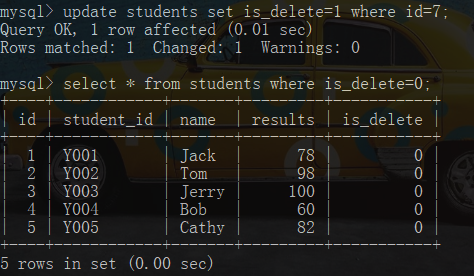 mysql> update students set is_delete=1 where id=7;
Query OK, 1 row affected (0.01 sec)
Rows matched: 1  Changed: 1  Warnings: 0
mysql> select * from students where is_delete=0;
+----+------------+-------+---------+-----------+
| id | student_id | name  | results | is_delete |
+----+------------+-------+---------+-----------+
|  1 | Y001       | Jack  |      78 |         0 |
|  2 | Y002       | Tom   |      98 |         0 |
|  3 | Y003       | Jerry |     100 |         0 |
|  4 | Y004       | Bob   |      60 |         0 |
|  5 | Y005       | Cathy |      82 |         0 |
+----+------------+-------+---------+-----------+
5 rows in set (0.00 sec)